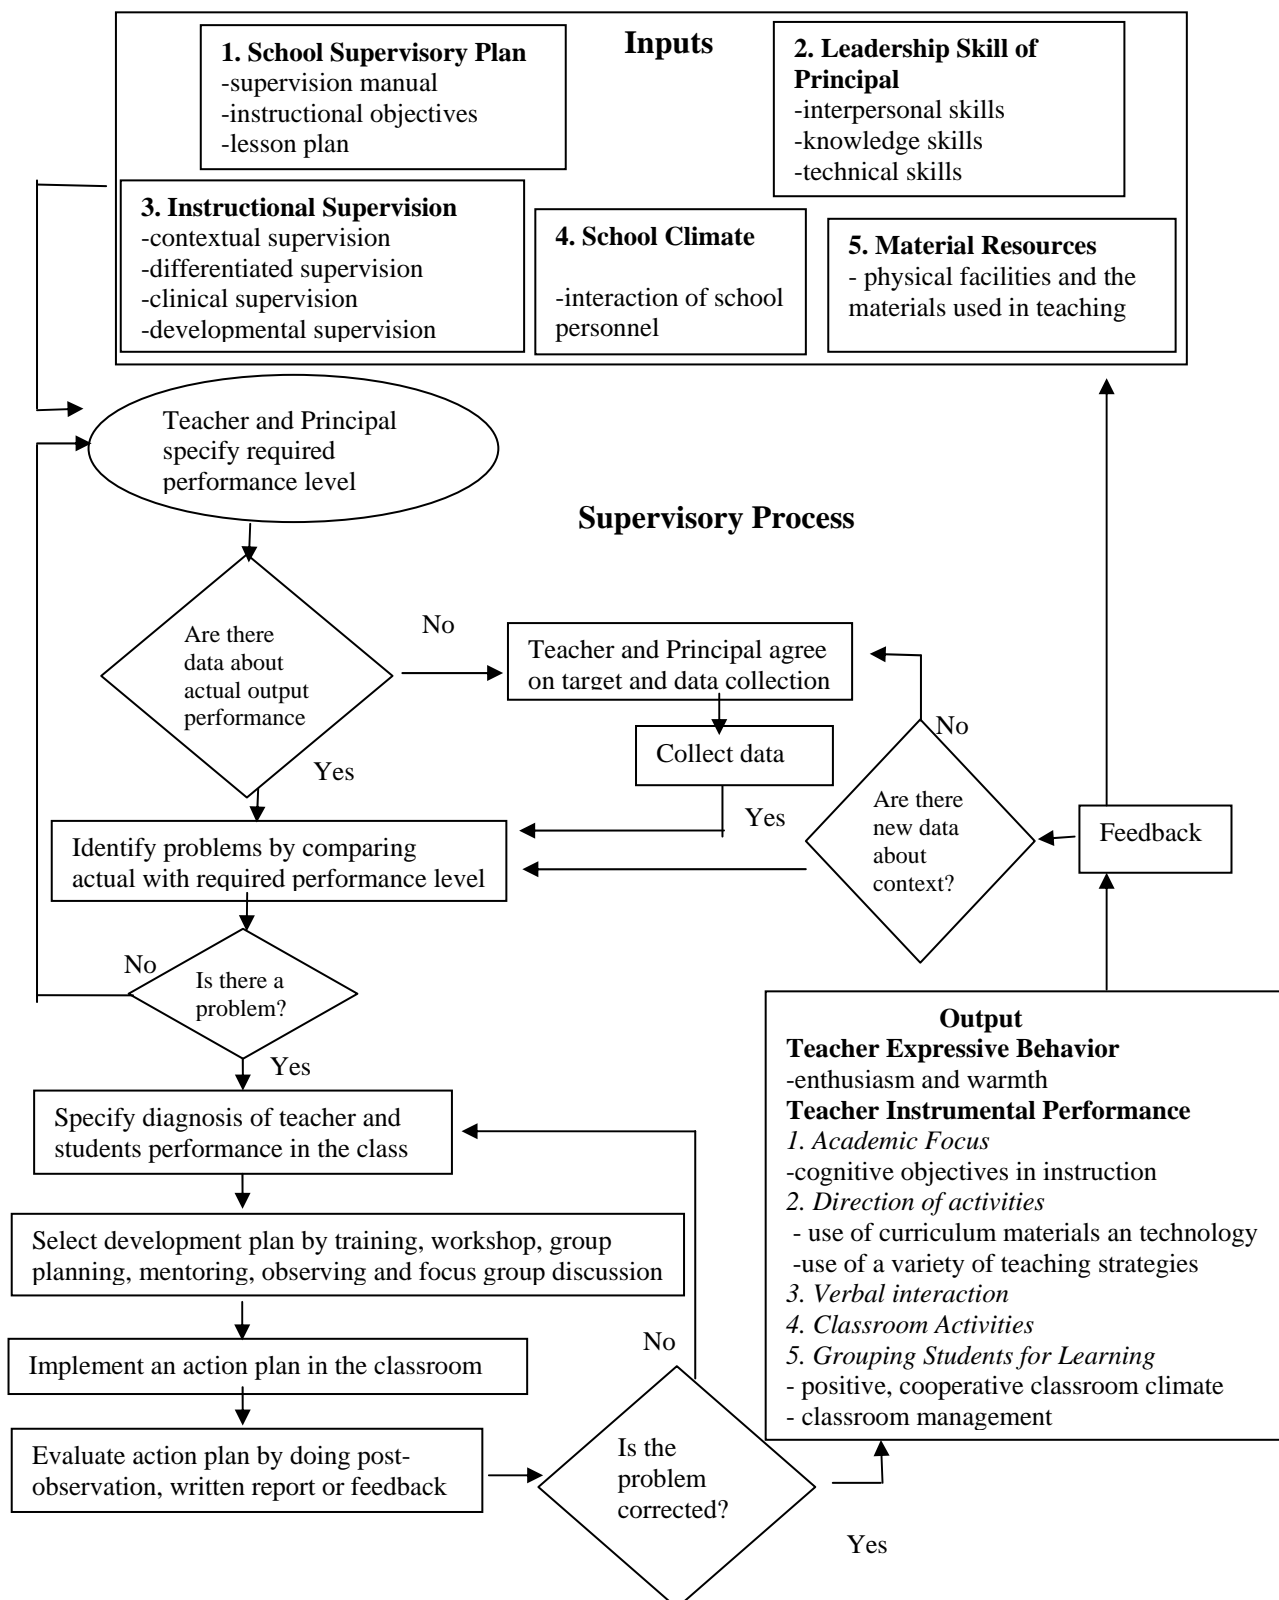 Inputs
1. School Supervisory Plan
-supervision manual
-instructional objectives
-lesson plan
2. Leadership Skill of
Principal
-interpersonal skills
-knowledge skills
-technical skills
3. Instructional Supervision
-contextual supervision
-differentiated supervision
-clinical supervision
-developmental supervision
4. School Climate
-interaction of school
personnel
5. Material Resources
- physical facilities and the
materials used in teaching
Teacher and Principal
specify required
performance level
Supervisory Process
Are there
data about
actual output
performance
No
Teacher and Principal agree
on target and data collection
Collect data
Yes
Yes
No
Are there
new data
about
context?
Feedback
Identify problems by comparing
actual with required performance level
No
Is there a
problem?
Yes
Specify diagnosis of teacher and
students performance in the class
Select development plan by training, workshop, group
planning, mentoring, observing and focus group discussion
Implement an action plan in the classroom
Evaluate action plan by doing post-
observation, written report or feedback
No
Is the
problem
corrected?
Yes
Output
Teacher Expressive Behavior
-enthusiasm and warmth
Teacher Instrumental Performance
1. Academic Focus
-cognitive objectives in instruction
2. Direction of activities
- use of curriculum materials an technology
-use of a variety of teaching strategies
3. Verbal interaction
4. Classroom Activities
5. Grouping Students for Learning
- positive, cooperative classroom climate
- classroom management